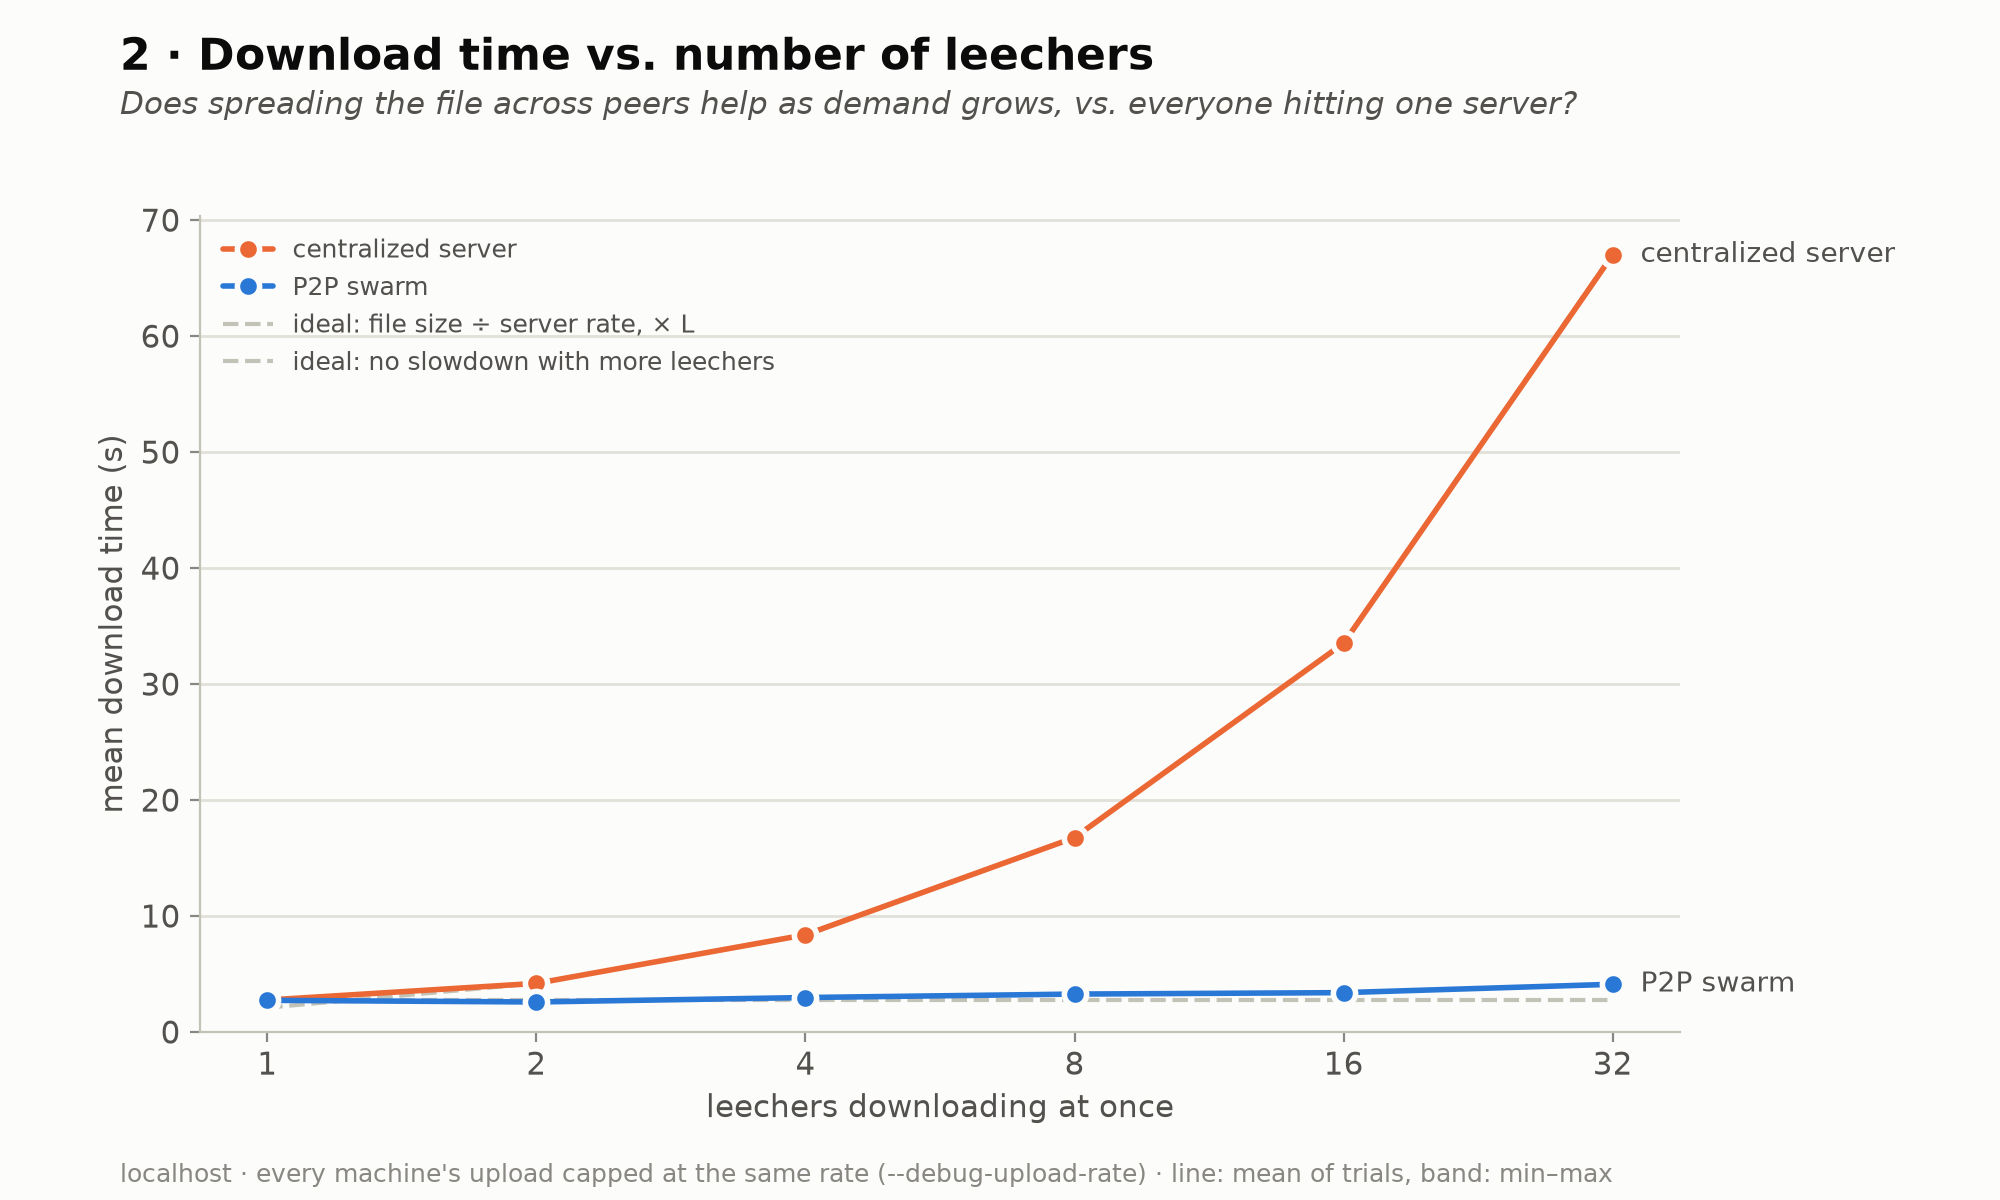 2 · Download time vs. number of leechers
Does spreading the file across peers help as demand grows, vs. everyone hitting one server?
70
60
50
40
30
20
10
0
mean download time (s)
centralized server
P2P swarm
ideal: file size ÷ server rate, × L
ideal: no slowdown with more leechers
centralized server
P2P swarm
1 2 4 8 16 32
leechers downloading at once
localhost · every machine's upload capped at the same rate (--debug-upload-rate) · line: mean of trials, band: min–max